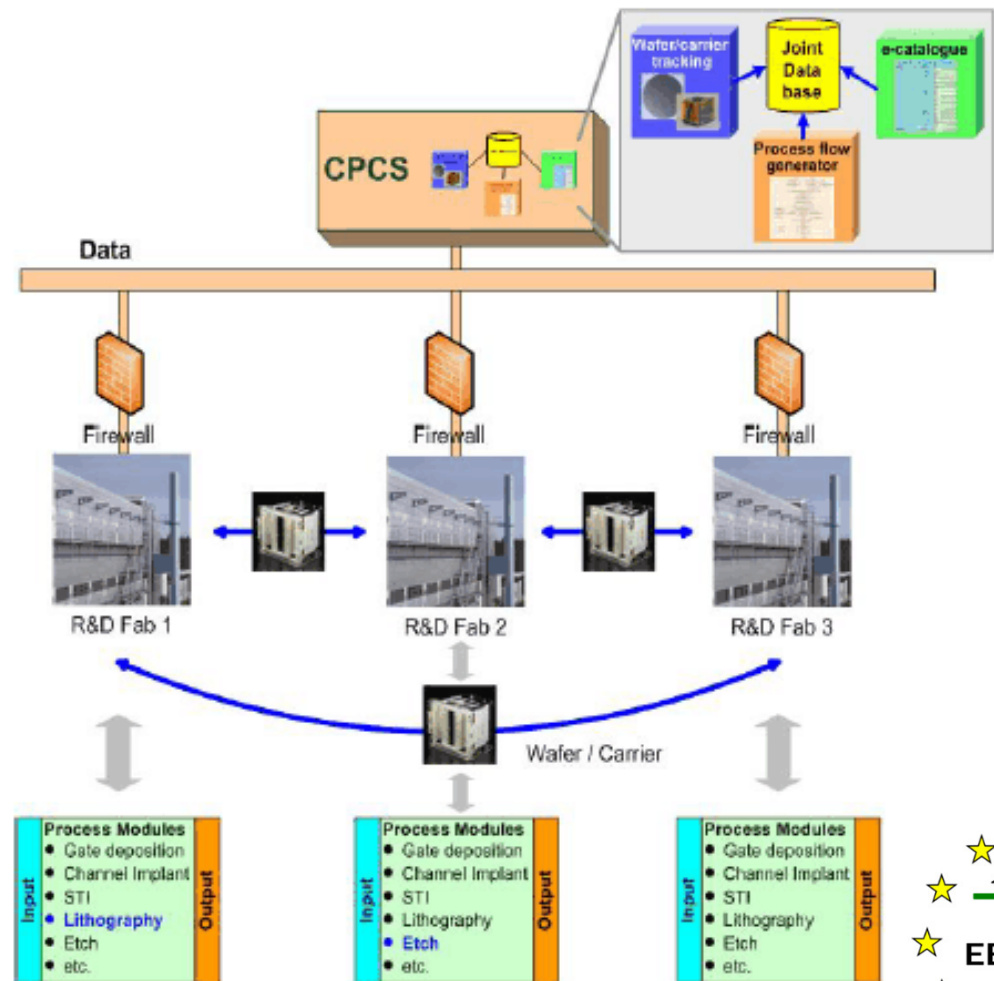 Wafer/carrier
tracking
Joint
Data
base
e-catalogue
Process flow
generator
CPCS
Data
Firewall
Firewall
Firewall
R&D Fab 1
R&D Fab 2
R&D Fab 3
Wafer / Carrier
Input
Process Modules
• Gate deposition
• Channel Implant
• STI
• Lithography
• Etch
• etc.
Output
Input
Process Modules
• Gate deposition
• Channel Implant
• STI
• Lithography
• Etch
• etc.
Output
Input
Process Modules
• Gate deposition
• Channel Implant
• STI
• Lithography
• Etch
• etc.
Output